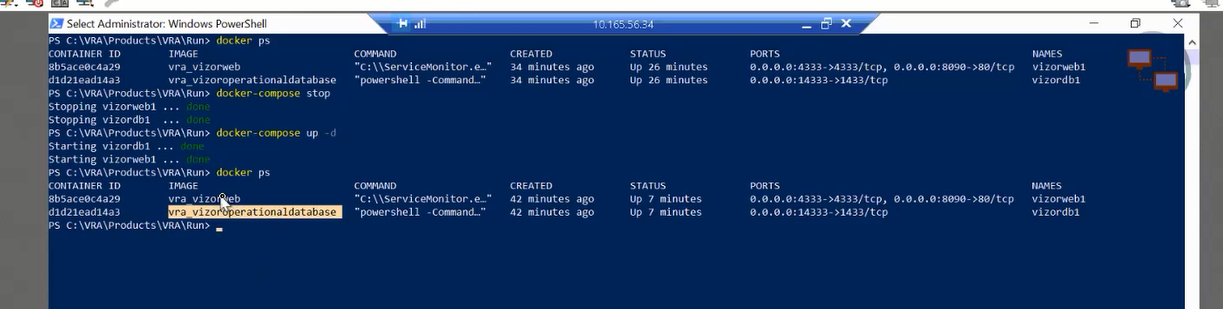 Select Administrator: Windows PowerShell
10.165.56.34
PS C:\VRA\Products\VRA\Run> docker ps
CONTAINER ID IMAGE COMMAND CREATED STATUS PORTS NAMES
8b5ace0c4a29 vra_vizorweb "C:\\ServiceMonitor.e…" 34 minutes ago Up 26 minutes 0.0.0.0:4333->4333/tcp, 0.0.0.0:8090->80/tcp vizorweb1
d1d21ead14a3 vra_vizoroperationaldatabase "powershell -Command…" 34 minutes ago Up 26 minutes 0.0.0.0:14333->1433/tcp vizordb1
PS C:\VRA\Products\VRA\Run> docker-compose stop
Stopping vizorweb1 ... done
Stopping vizordb1 ... done
PS C:\VRA\Products\VRA\Run> docker-compose up -d
Starting vizordb1 ... done
Starting vizorweb1 ... done
PS C:\VRA\Products\VRA\Run> docker ps
CONTAINER ID IMAGE COMMAND CREATED STATUS PORTS NAMES
8b5ace0c4a29 vra_vizorweb "C:\\ServiceMonitor.e…" 42 minutes ago Up 7 minutes 0.0.0.0:4333->4333/tcp, 0.0.0.0:8090->80/tcp vizorweb1
d1d21ead14a3 vra_vizoroperationaldatabase "powershell -Command…" 42 minutes ago Up 7 minutes 0.0.0.0:14333->1433/tcp vizordb1
PS C:\VRA\Products\VRA\Run>